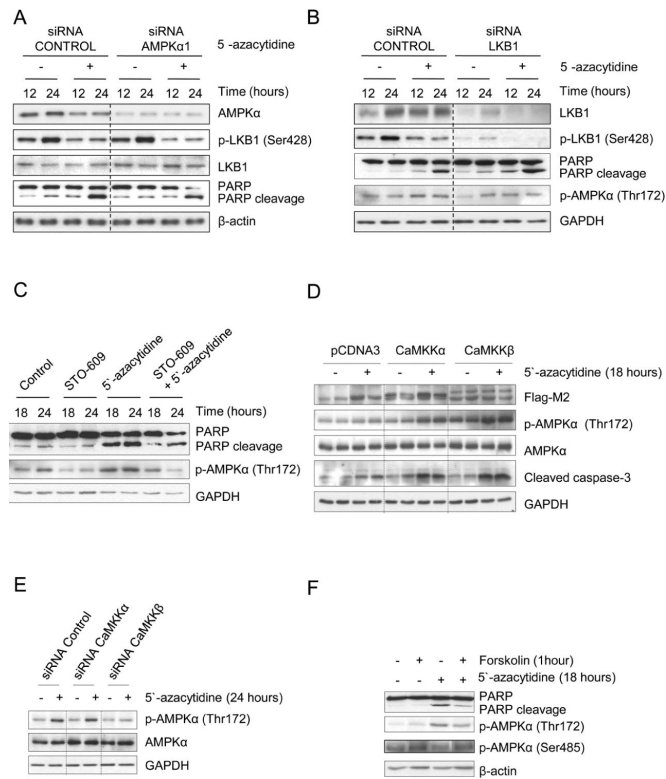 A
siRNA CONTROL siRNA AMPKα1
5 -azacytidine
- + - +
12 24 12 24 12 24 12 24 Time (hours)
AMPKα
p-LKB1 (Ser428)
LKB1
PARP
PARP cleavage
β-actin
B
siRNA CONTROL siRNA LKB1
- + - + 5 -azacytidine
12 24 12 24 12 24 12 24 Time (hours)
LKB1
p-LKB1 (Ser428)
PARP
PARP cleavage
p-AMPKα (Thr172)
GAPDH
C
Control STO-609 5`-azacytidine STO-609 + 5`-azacytidine
18 24 18 24 18 24 18 24 Time (hours)
PARP
PARP cleavage
p-AMPKα (Thr172)
GAPDH
D
pCDNA3 CaMKKα CaMKKβ
- - + + - - + + - - + + 5`-azacytidine (18 hours)
Flag-M2
p-AMPKα (Thr172)
AMPKα
Cleaved caspase-3
GAPDH
E
siRNA Control siRNA CaMKKα siRNA CaMKKβ
- + - + - + 5`-azacytidine (24 hours)
p-AMPKα (Thr172)
AMPKα
GAPDH
F
- + - + Forskolin (1hour)
- - + + 5`-azacytidine (18 hours)
PARP
PARP cleavage
p-AMPKα (Thr172)
p-AMPKα (Ser485)
β-actin